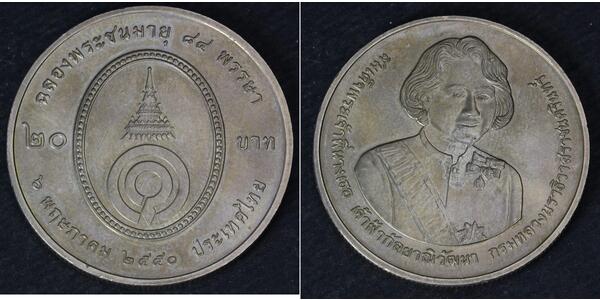 ฉลองพระชนมายุ ๘๔ พรรษา
๒๐ บาท
๖ พฤษภาคม ๒๕๕๐ ประเทศไทย
สมเด็จพระเจ้าพี่นางเธอ เจ้าฟ้ากัลยาณิวัฒนา กรมหลวงนราธิวาสราชนครินทร์